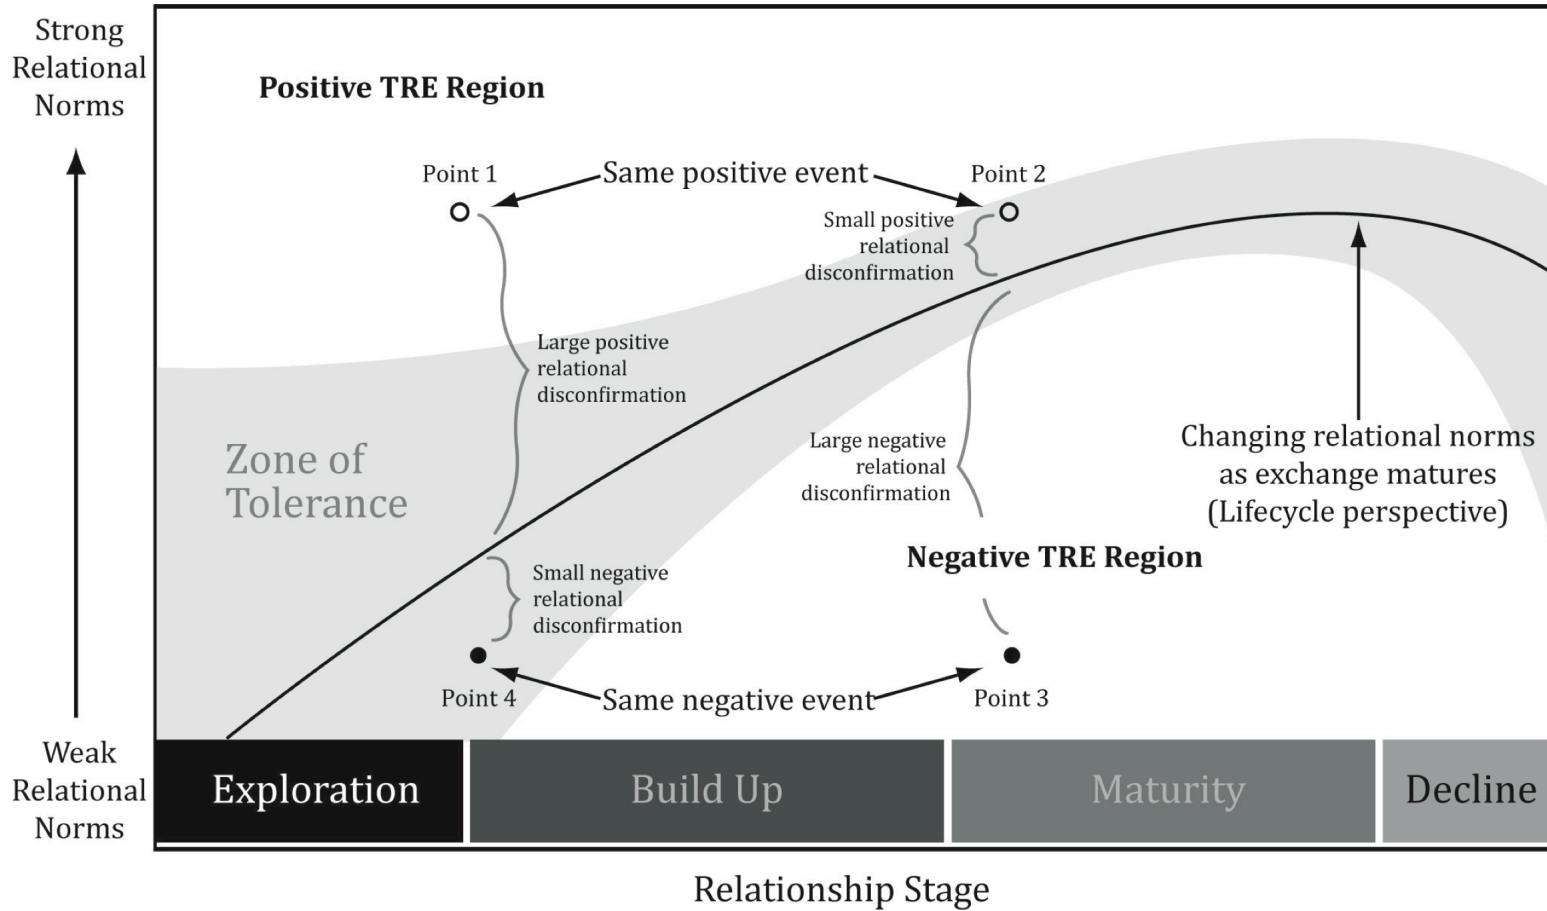 Strong
Relational
Norms
Positive TRE Region
Point 1
Same positive event
Point 2
Small positive
relational
disconfirmation
Large positive
relational
disconfirmation
Zone of
Tolerance
Large negative
relational
disconfirmation
Changing relational norms
as exchange matures
(Lifecycle perspective)
Negative TRE Region
Small negative
relational
disconfirmation
Point 4
Same negative event
Point 3
Weak
Relational
Norms
Exploration
Build Up
Maturity
Decline
Relationship Stage